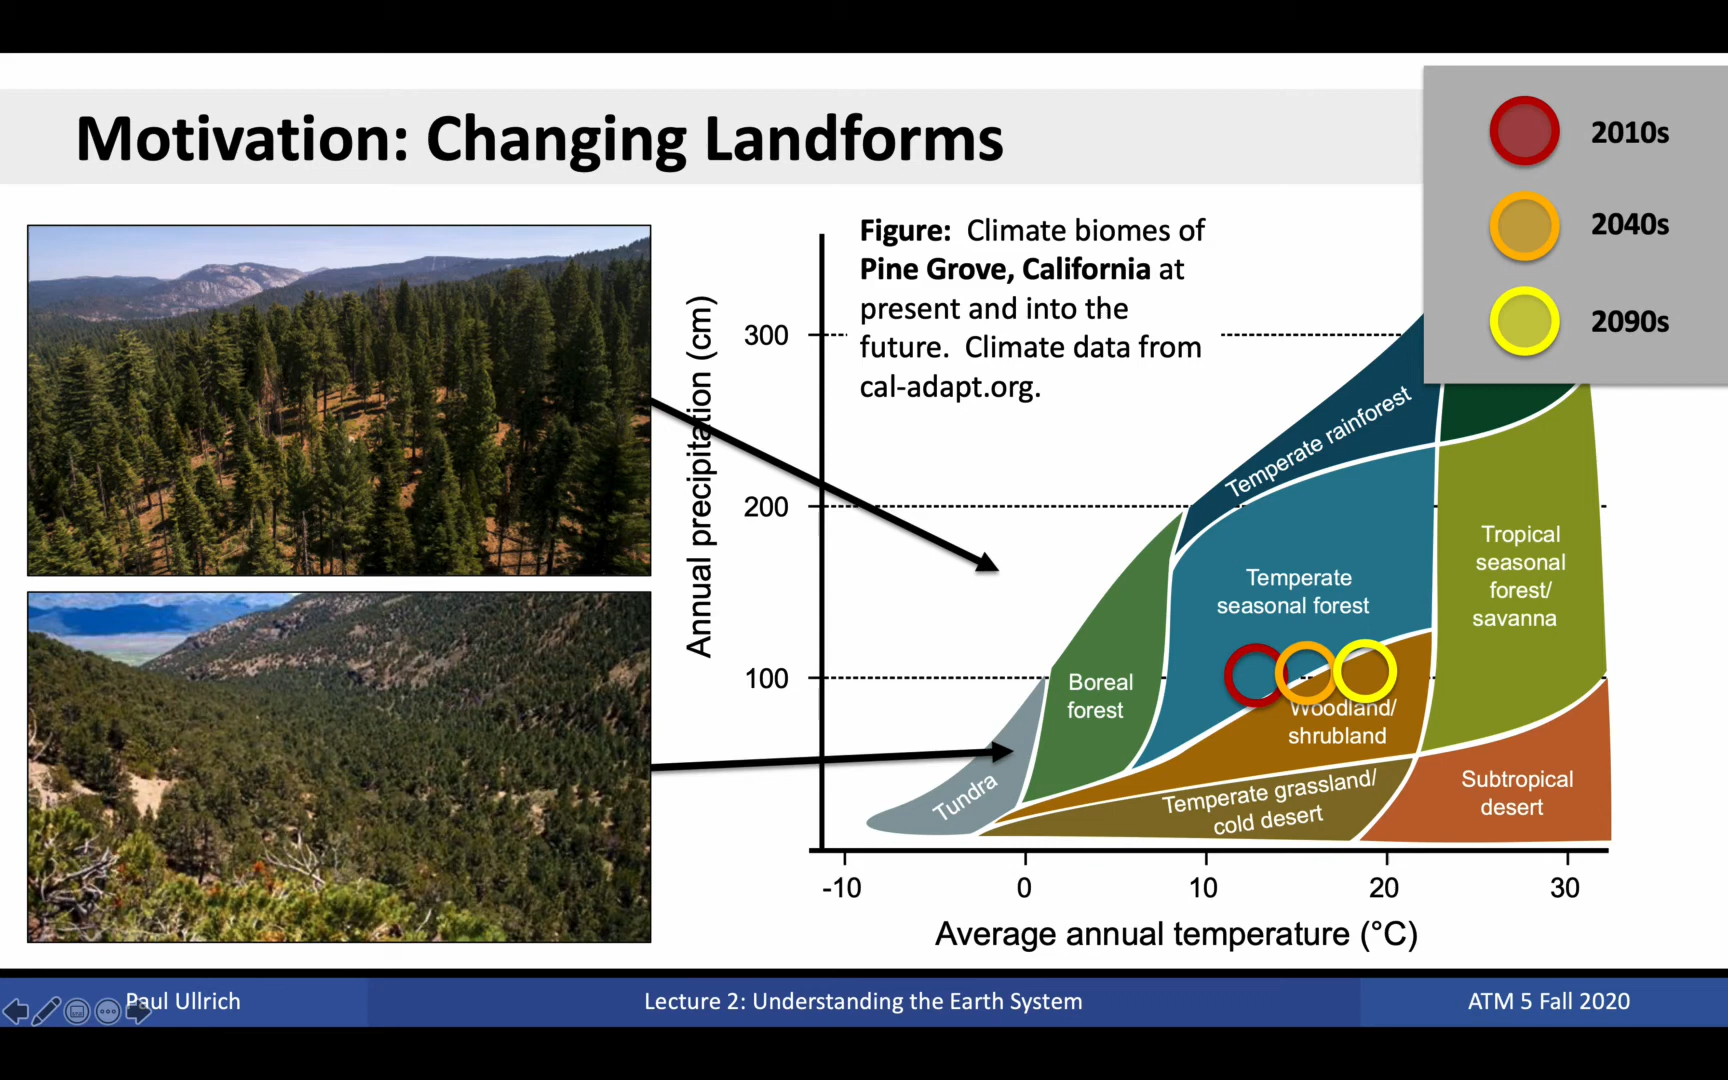 Motivation: Changing Landforms
2010s
2040s
2090s
Figure: Climate biomes of
Pine Grove, California at
present and into the
future. Climate data from
cal-adapt.org.
Annual precipitation (cm)
300
200
100
Temperate rainforest
Temperate
seasonal forest
Tropical
seasonal
forest/
savanna
Boreal
forest
Woodland/
shrubland
Tundra
Temperate grassland/
cold desert
Subtropical
desert
-10
0
10
20
30
Average annual temperature (°C)
Paul Ullrich
Lecture 2: Understanding the Earth System
ATM 5 Fall 2020